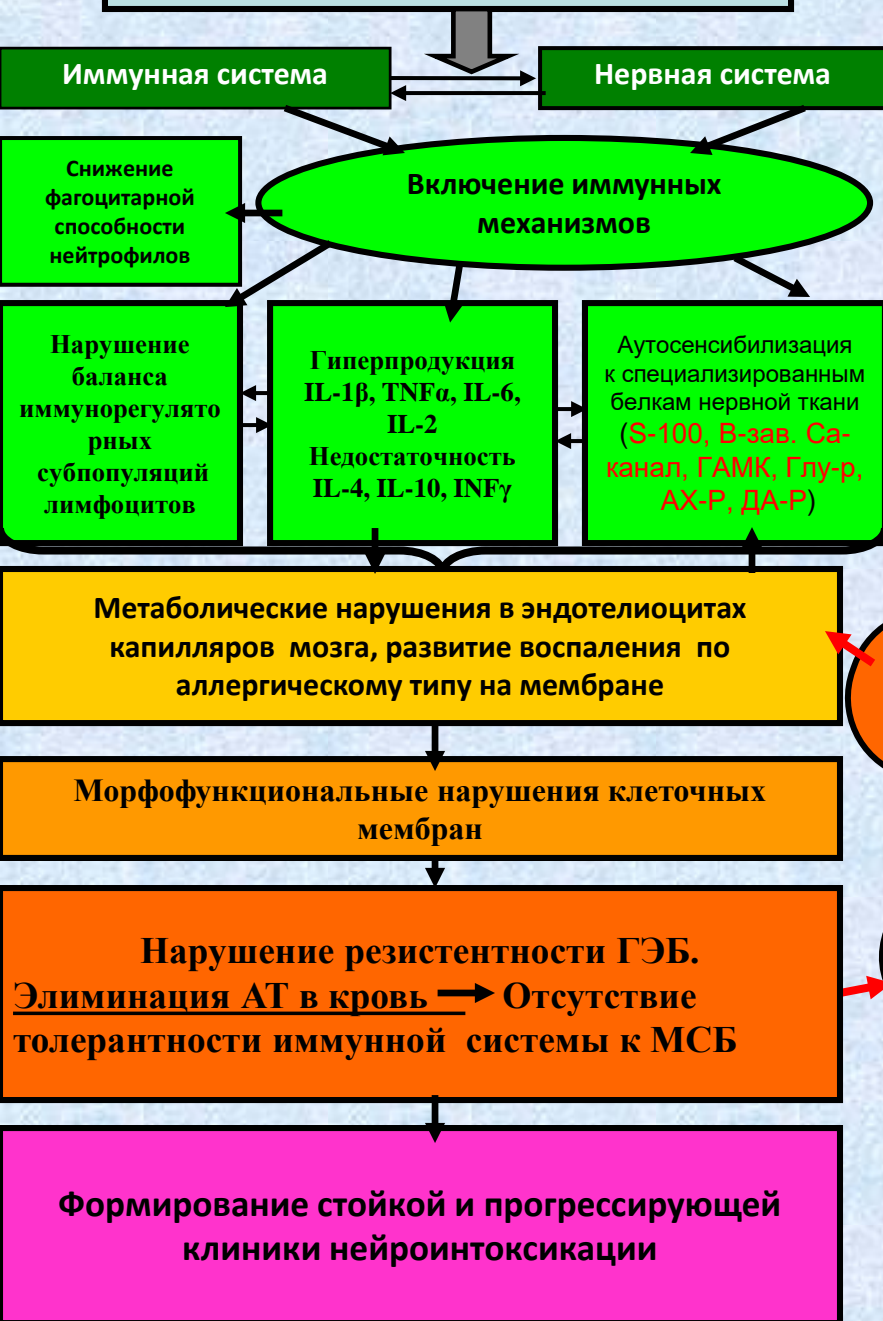 Иммунная система
Нервная система
Снижение
фагоцитарной
способности
нейтрофилов
Включение иммунных
механизмов
Нарушение
баланса
иммунорегулято
рных
субпопуляций
лимфоцитов
Гиперпродукция
IL-1β, TNFα, IL-6,
IL-2
Недостаточность
IL-4, IL-10, INFγ
Аутосенсибилизация
к специализированным
белкам нервной ткани
(S-100, В-зав. Са-
канал, ГАМК, Глу-р,
АХ-Р, ДА-Р)
Метаболические нарушения в эндотелиоцитах
капилляров мозга, развитие воспаления по
аллергическому типу на мембране
Морфофункциональные нарушения клеточных
мембран
Нарушение резистентности ГЭБ.
Элиминация АТ в кровь → Отсутствие
толерантности иммунной системы к МСБ
Формирование стойкой и прогрессирующей
клиники нейроинтоксикации